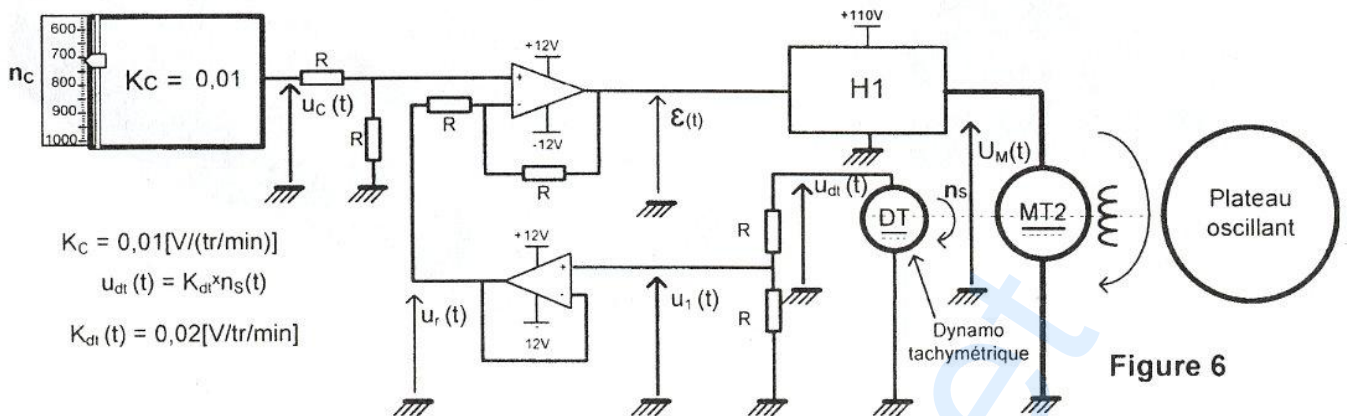 600
700
800
900
1000
n_C
Kc = 0,01
R
u_C (t)
R
R
+12V
+
-
-12V
R
Ɛ(t)
+110V
H1
U_M(t)
u_dt(t)
DT
n_S
MT2
Plateau
oscillant
R
R
u_1 (t)
+12V
+
-
12V
u_r (t)
Dynamo
tachymétrique
K_C = 0,01[V/(tr/min)]
u_dt (t) = K_dt×n_S(t)
K_dt (t) = 0,02[V/tr/min]
Figure 6